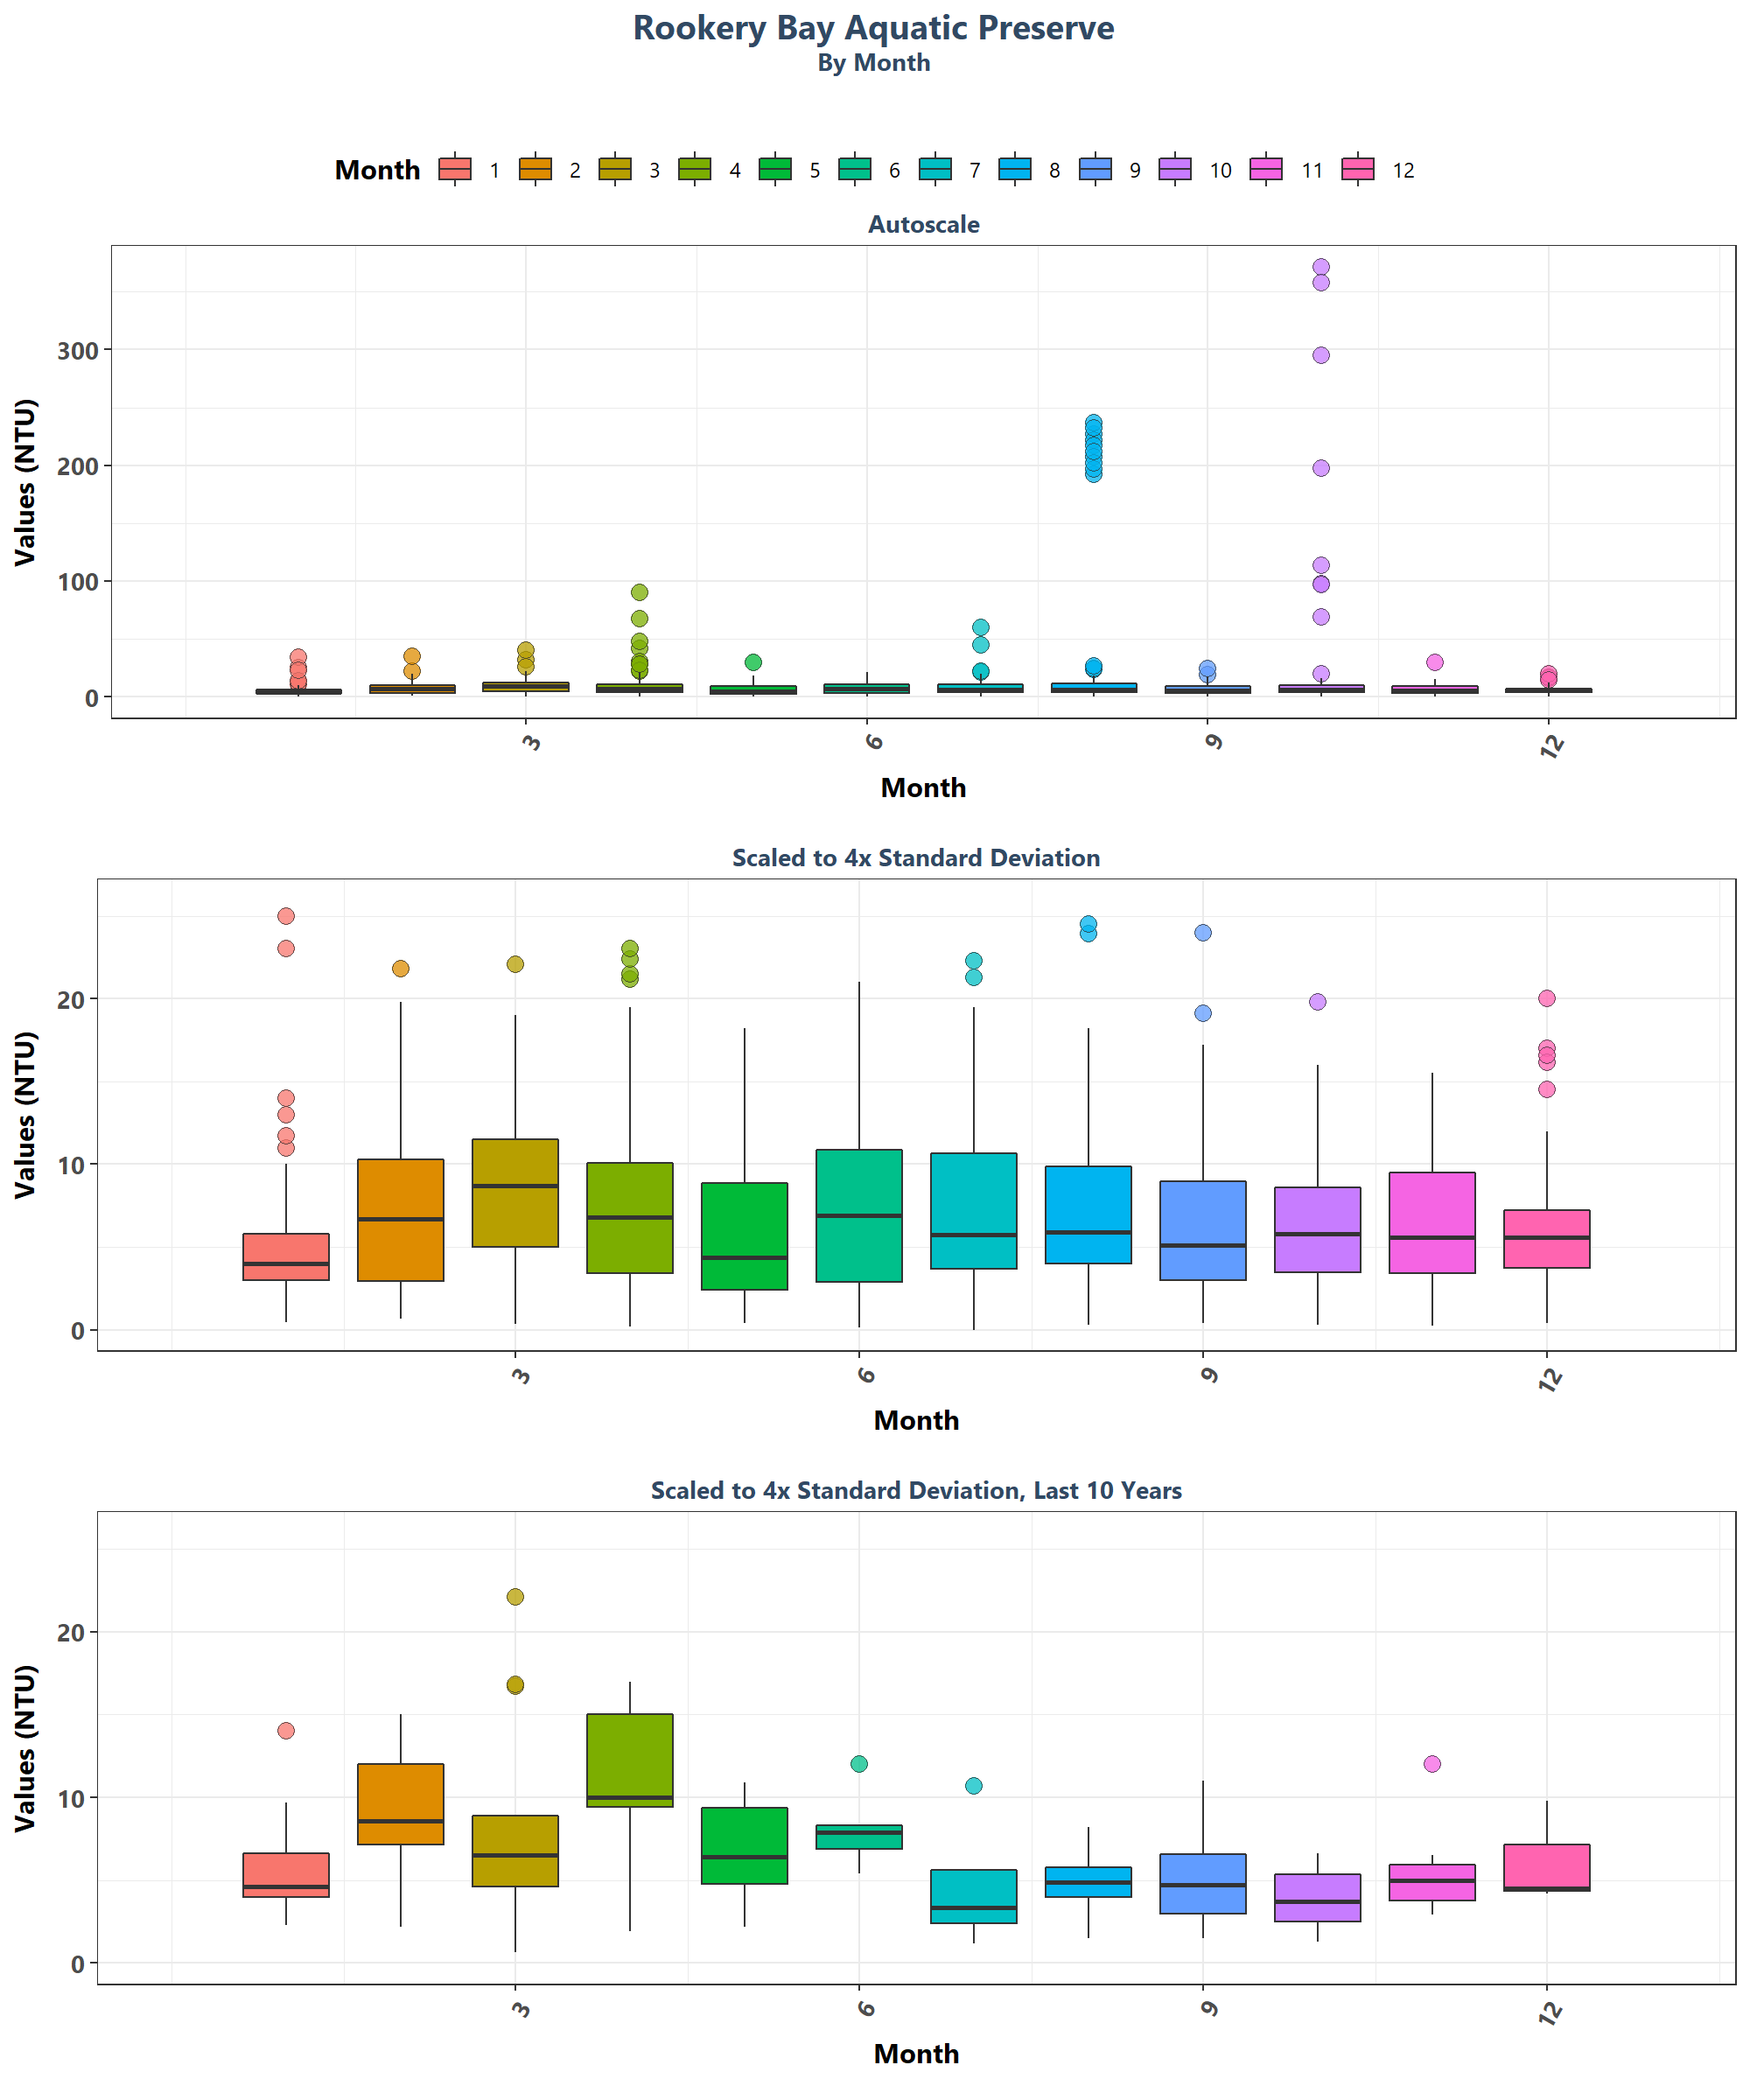 Rookery Bay Aquatic Preserve
By Month
Month 1 2 3 4 5 6 7 8 9 10 11 12
Autoscale
Values (NTU)
300
200
100
0
3 6 9 12
Month
Scaled to 4x Standard Deviation
Values (NTU)
20
10
0
3 6 9 12
Month
Scaled to 4x Standard Deviation, Last 10 Years
Values (NTU)
20
10
0
3 6 9 12
Month